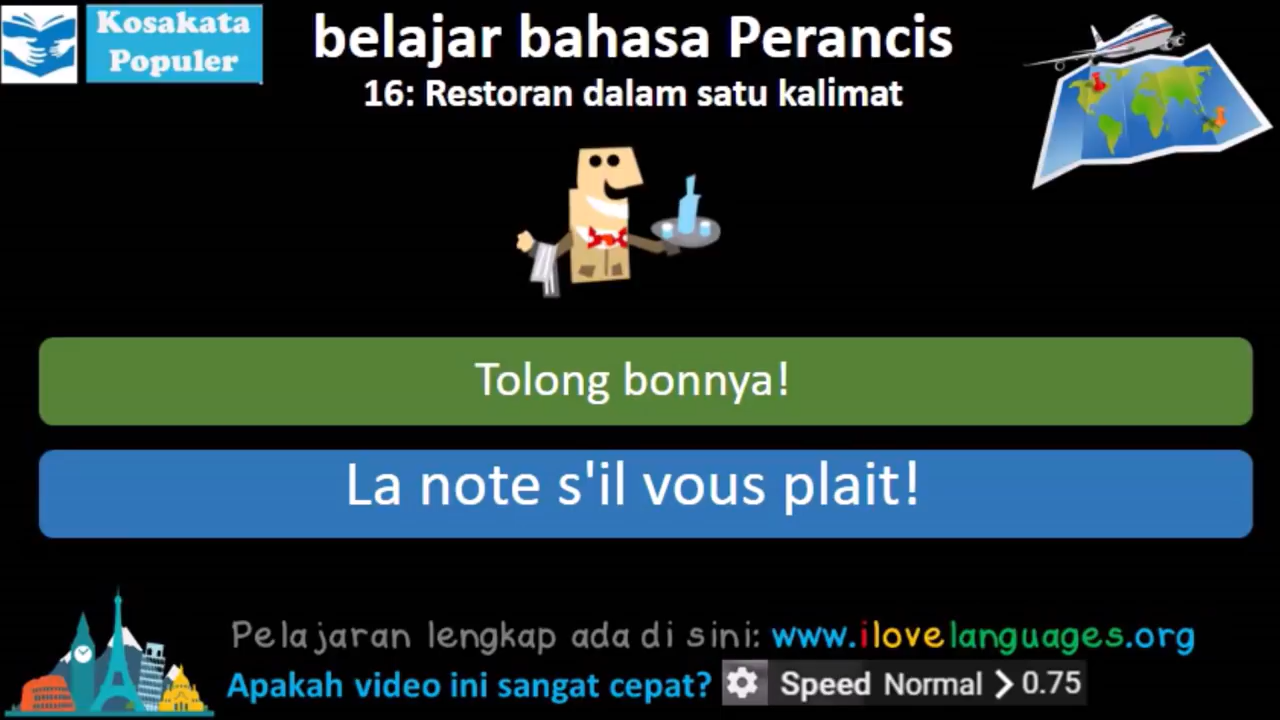 Kosakata
Populer
belajar bahasa Perancis
16: Restoran dalam satu kalimat
Tolong bonnya!
La note s'il vous plait!
Pelajaran lengkap ada di sini: www.ilovelanguages.org
Apakah video ini sangat cepat? Speed Normal > 0.75